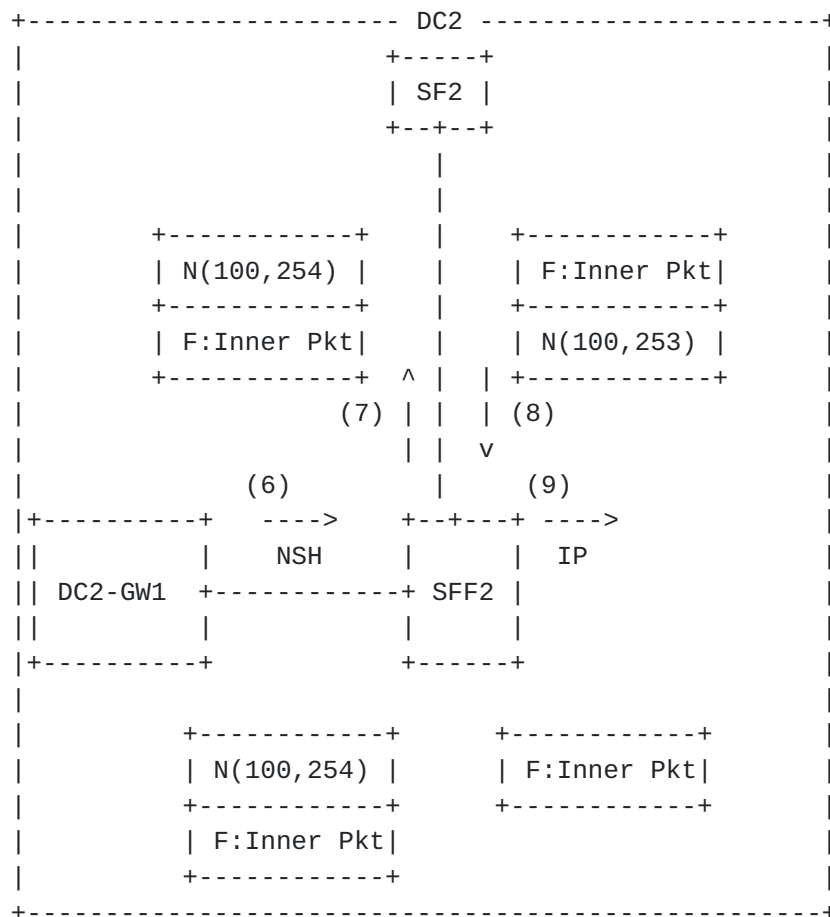 DC2
SF2
N(100,254) F:Inner Pkt
F:Inner Pkt N(100,253)
(7) (8)
(6) (9)
NSH IP
DC2-GW1 SFF2
N(100,254) F:Inner Pkt
F:Inner Pkt